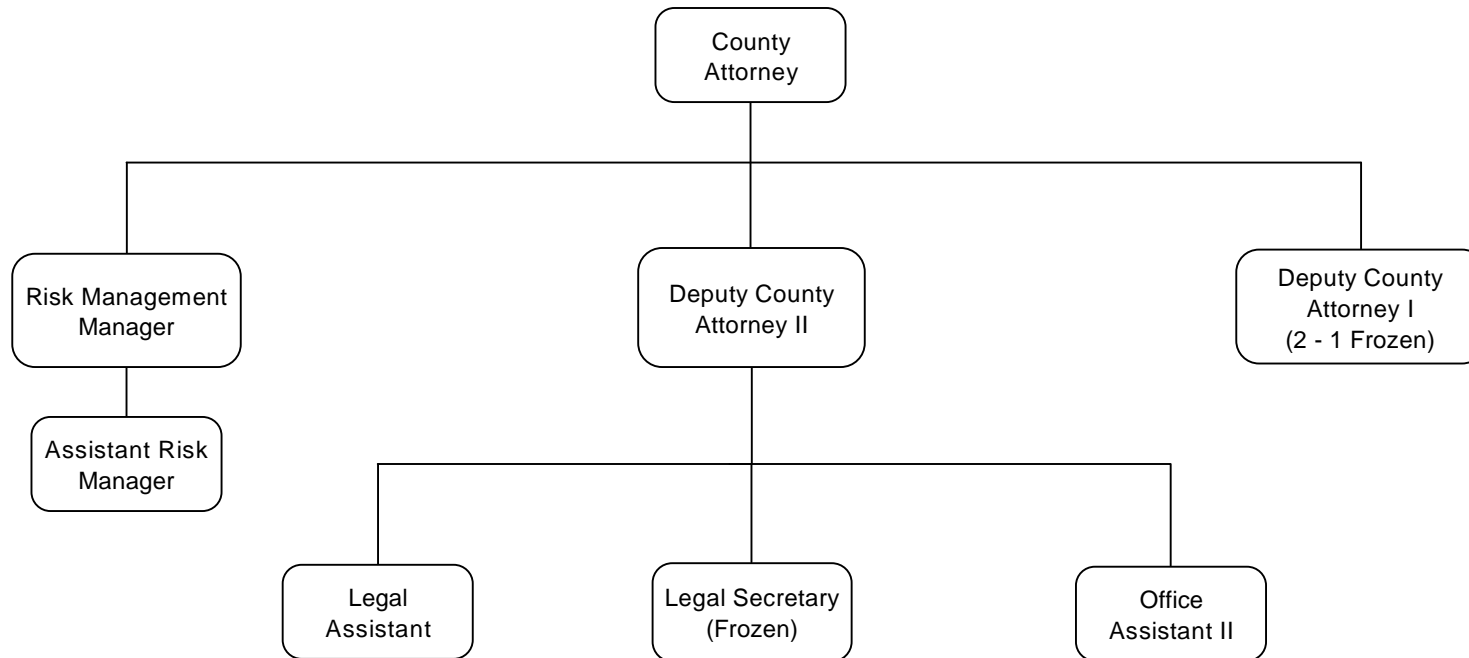 County
Attorney
Risk Management
Manager
Deputy County
Attorney II
Deputy County
Attorney I
(2 - 1 Frozen)
Assistant Risk
Manager
Legal
Assistant
Legal Secretary
(Frozen)
Office
Assistant II